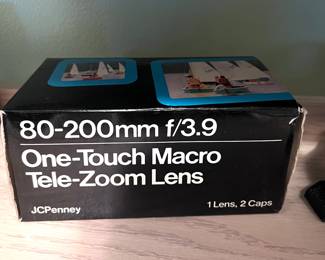 80-200mm f/3.9
One-Touch Macro
Tele-Zoom Lens
JCPenney
1 Lens, 2 Caps